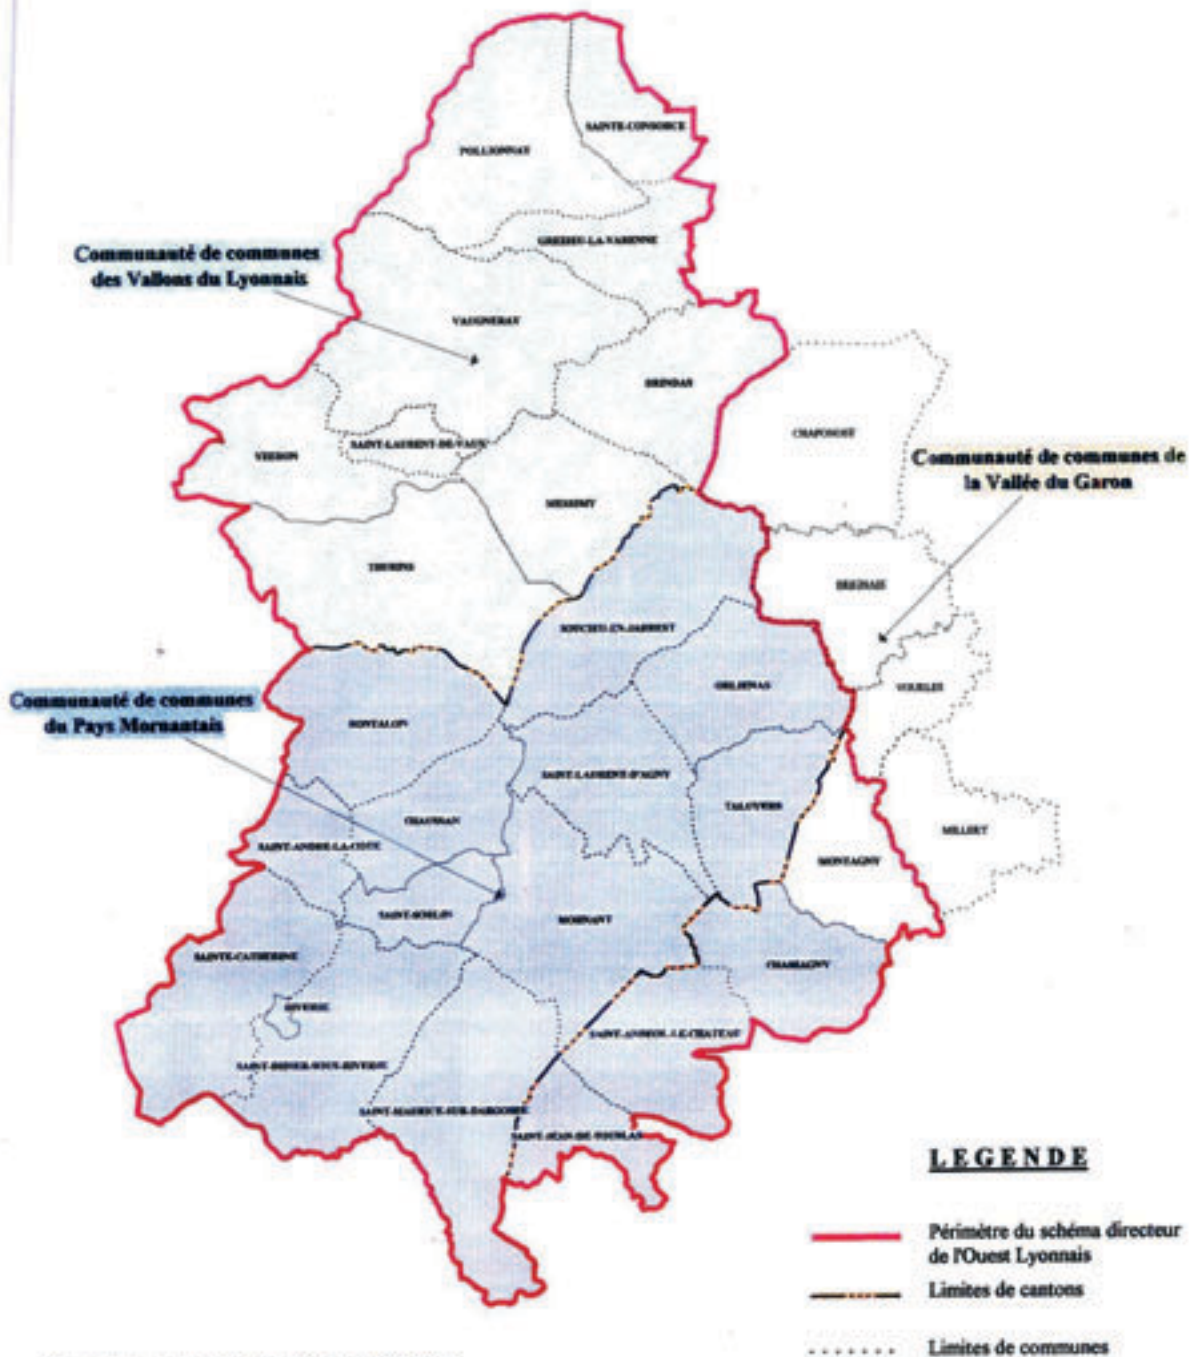 SAINTE-CONSORCE
POLLIONNAY
GREZIEU-LA-VARENNE
Communauté de communes
des Vallons du Lyonnais
VAUGNERAY
BRINDAS
CHAPONOST
YZERON
SAINT-LAURENT-DE-VAUX
Communauté de communes de
la Vallée du Garon
MESSIMY
THURINS
BRIGNAIS
SOUCIEU-EN-JARREST
ORLIENAS
VOURLES
Communauté de communes
du Pays Mornantais
RONTALON
SAINT-LAURENT-D'AGNY
TALUYERS
CHAUSSAN
MILLERY
SAINT-ANDRE-LA-COTE
MONTAGNY
SAINT-SORLIN
MORNANT
SAINTE-CATHERINE
CHASSAGNY
RIVERIE
SAINT-ANDEOL-LE-CHATEAU
SAINT-DIDIER-SOUS-RIVERIE
SAINT-MAURICE-SUR-DARGOIRE
SAINT-JEAN-DE-TOUSLAS
LEGENDE
Périmètre du schéma directeur
de l'Ouest Lyonnais
Limites de cantons
Limites de communes